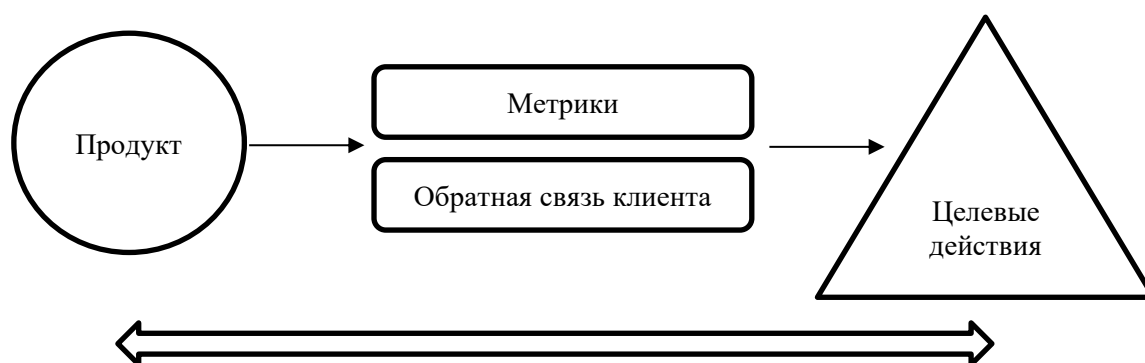 Продукт
Метрики
Обратная связь клиента
Целевые
действия